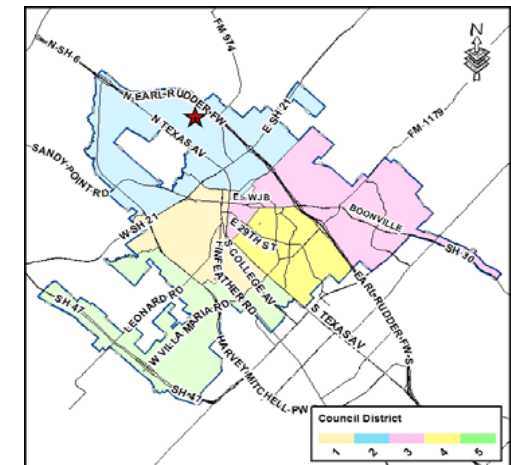 FM 974
N
N-SH-6
N-EARL-RUDDER-FW
E SH 21
N TEXAS AV
FM-1179
SANDY-POINT-RD
E WJB
BOONVILLE
W-SH 21
E 29TH ST
SH-30
S COLLEGE AV
FINFEATHER RD
EARL-RUDDER-FW-S
LEONARD RD
SH 47
W VILLA MARIA RD
S TEXAS AV
HARVEY-MITCHELL-PW
SH-47
Council District
1 2 3 4 5